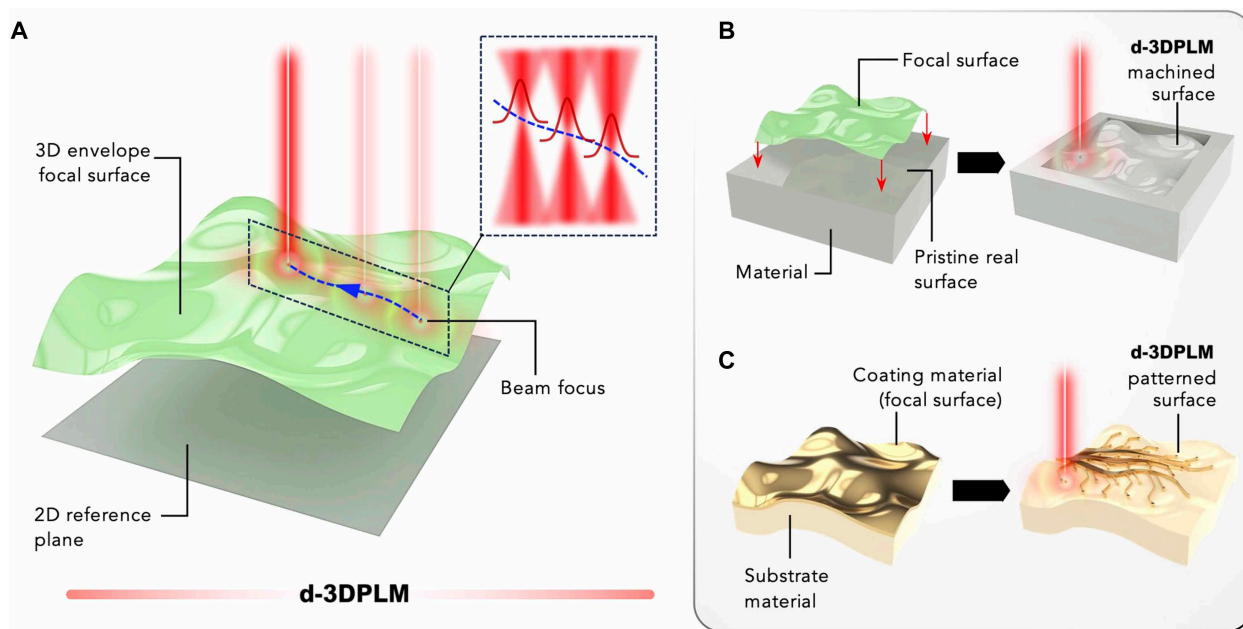 A
3D envelope
focal surface
Beam focus
2D reference
plane
d-3DPLM
B
Focal surface
d-3DPLM
machined
surface
Material
Pristine real
surface
C
Coating material
(focal surface)
d-3DPLM
patterned
surface
Substrate
material